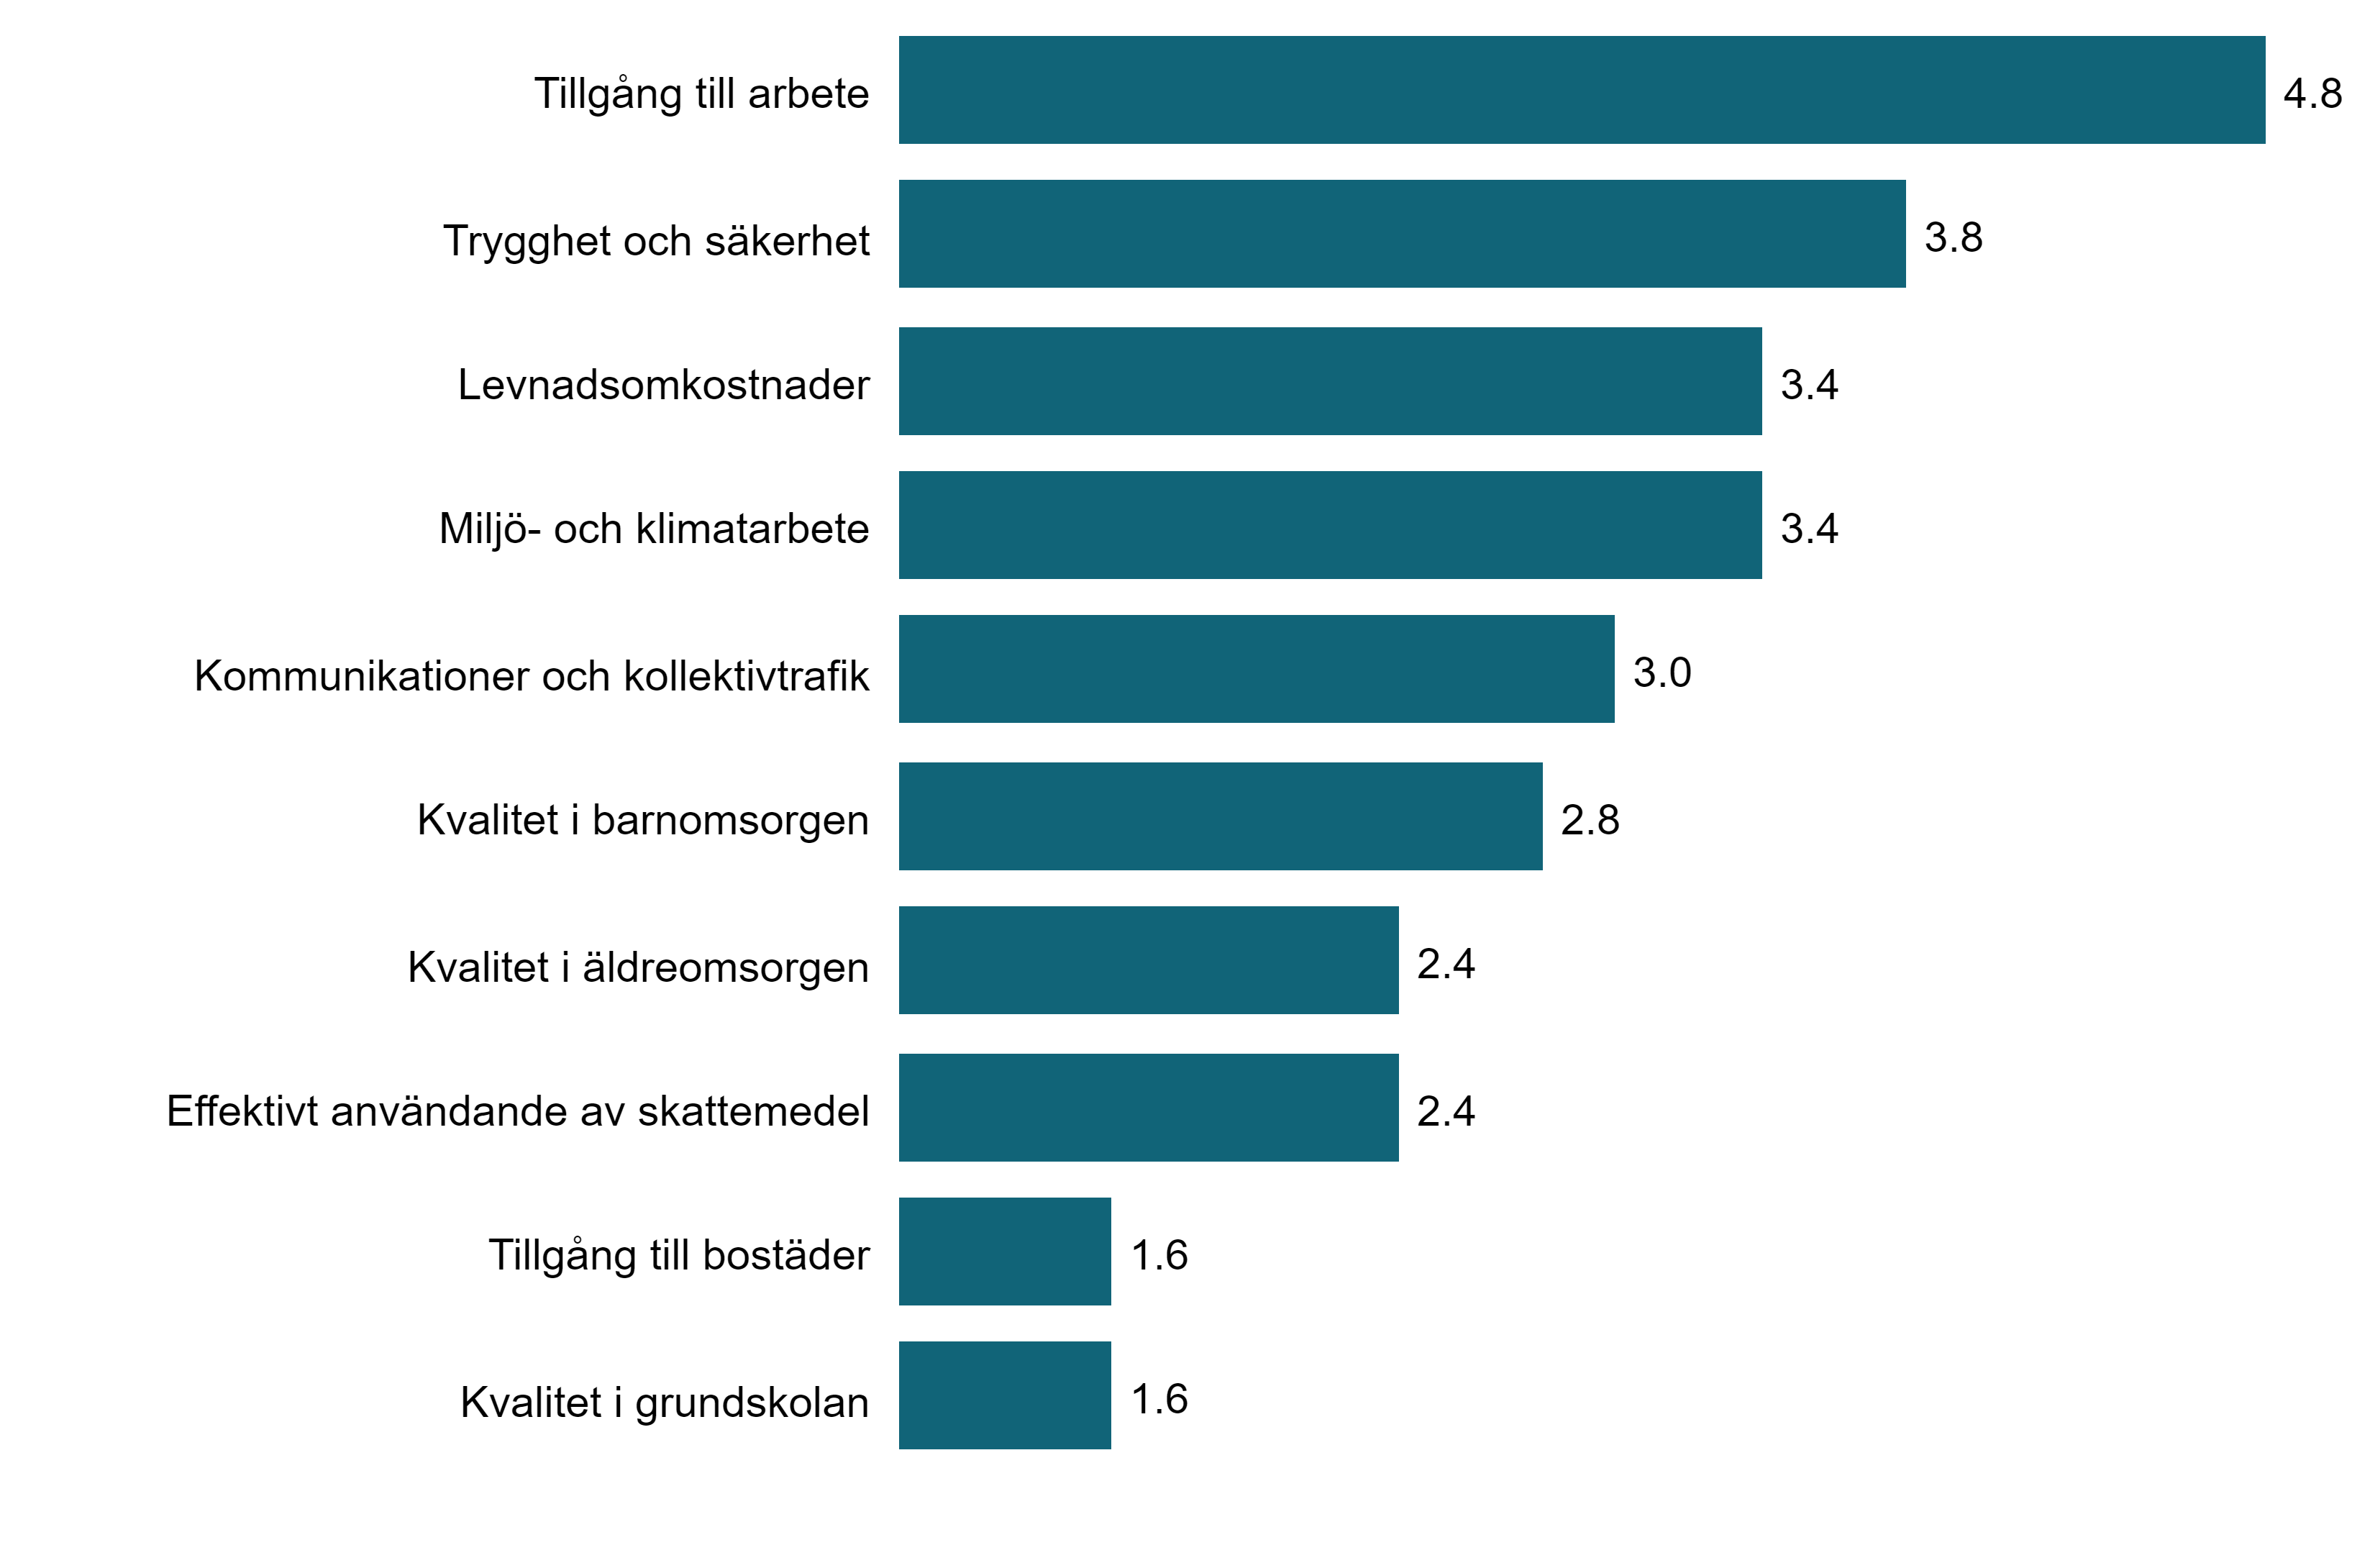 Tillgång till arbete 4.8
Trygghet och säkerhet 3.8
Levnadsomkostnader 3.4
Miljö- och klimatarbete 3.4
Kommunikationer och kollektivtrafik 3.0
Kvalitet i barnomsorgen 2.8
Kvalitet i äldreomsorgen 2.4
Effektivt användande av skattemedel 2.4
Tillgång till bostäder 1.6
Kvalitet i grundskolan 1.6